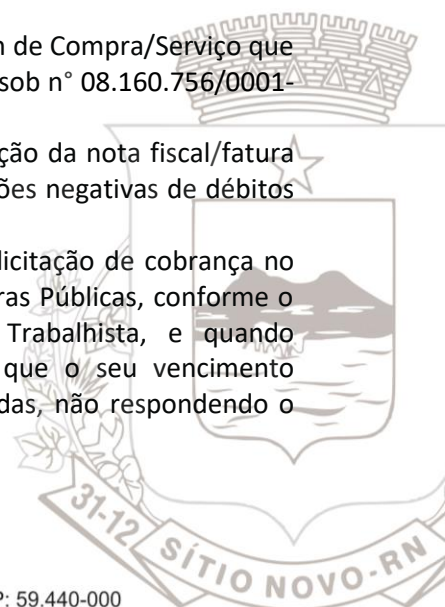 n de Compra/Serviço que
sob n° 08.160.756/0001-
ção da nota fiscal/fatura
ões negativas de débitos
licitação de cobrança no
ras Públicas, conforme o
Trabalhista, e quando
que o seu vencimento
das, não respondendo o
31-12 SÍTIO NOVO-RN
P: 59.440-000